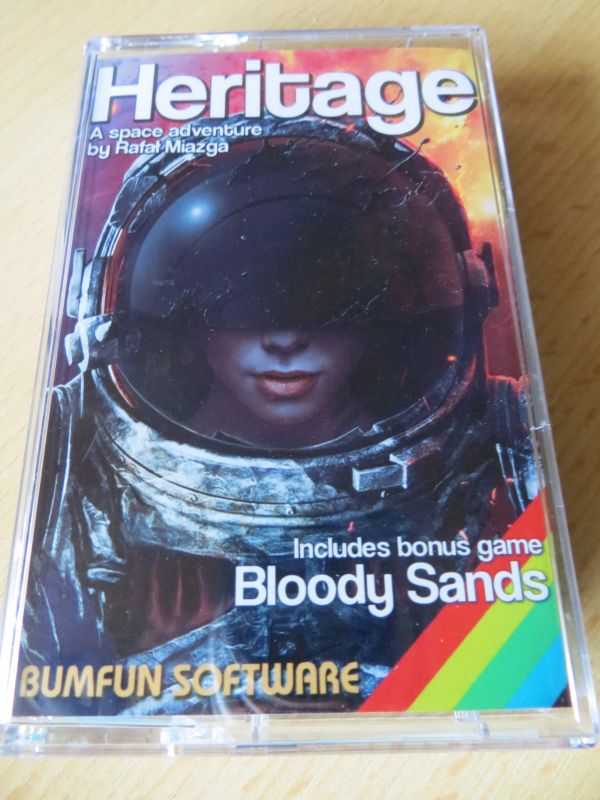 Heritage
A space adventure
by Rafał Miazga
Includes bonus game
Bloody Sands
BUMFUN SOFTWARE